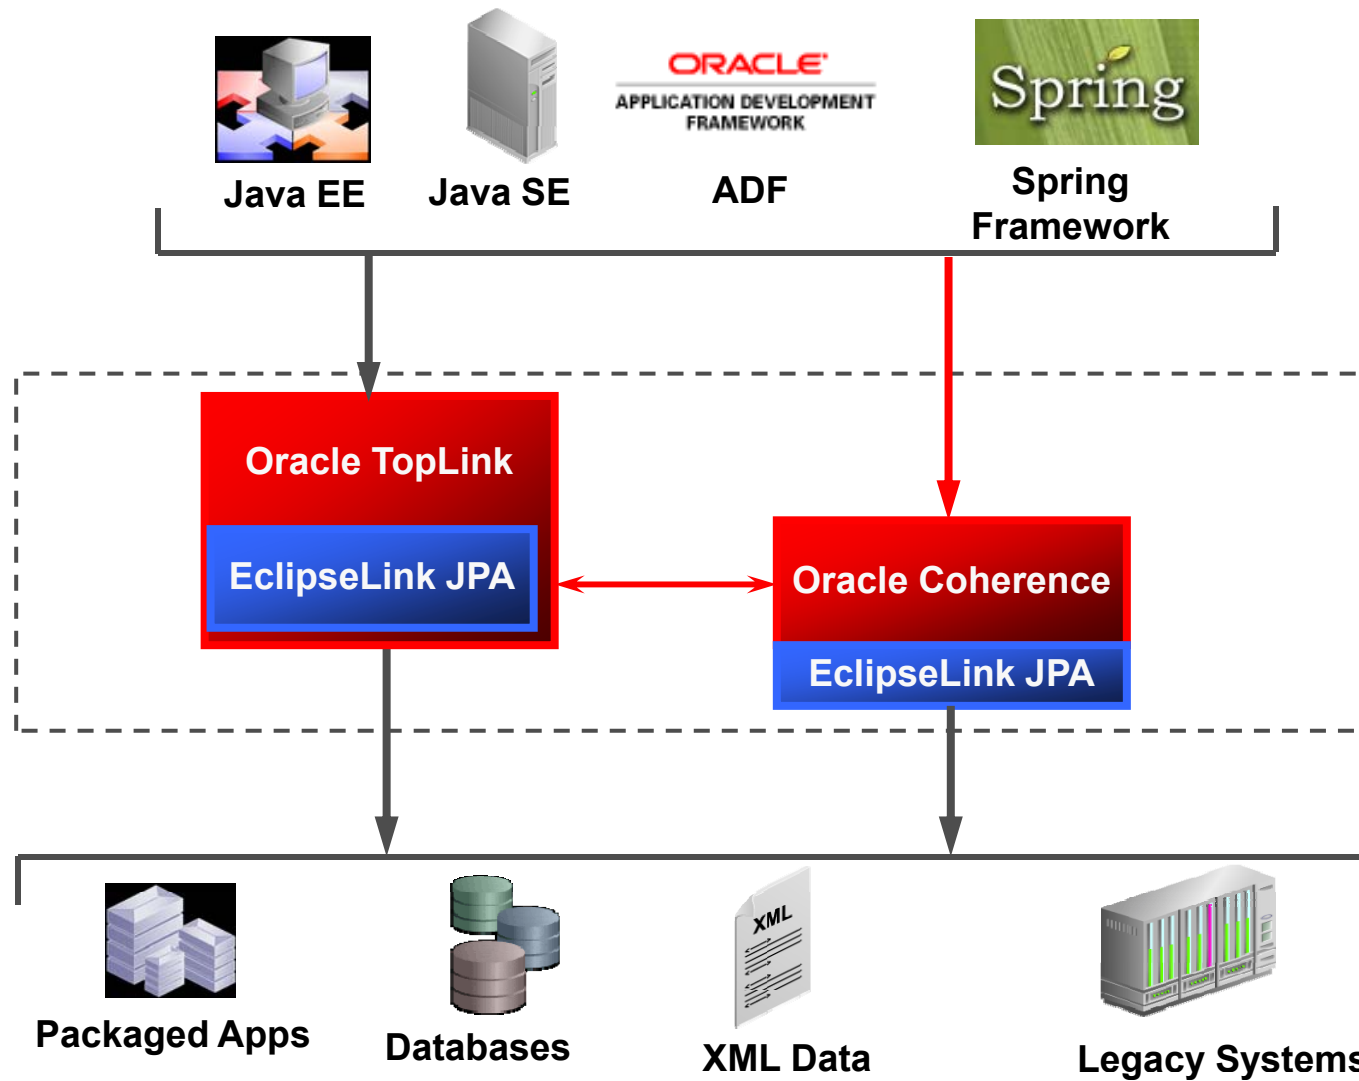 ORACLE
APPLICATION DEVELOPMENT
FRAMEWORK
Spring
Java EE
Java SE
ADF
Spring
Framework
Oracle TopLink
EclipseLink JPA
Oracle Coherence
EclipseLink JPA
XML
Packaged Apps
Databases
XML Data
Legacy Systems